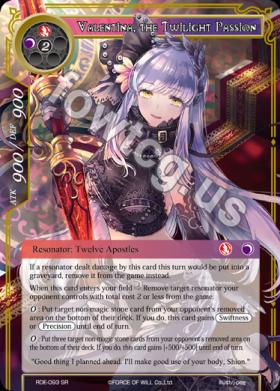 Valentina, the Twilight Passion
2
ATK 900/DEF 900
fowtcg.us
Resonator: Twelve Apostles
If a resonator dealt damage by this card this turn would be put into a
graveyard, remove it from the game instead.
When this card enters your field ⇨ Remove target resonator your
opponent controls with total cost 2 or less from the game.
: Put target non-magic stone card from your opponent's removed
area on the bottom of their deck. If you do, this card gains Swiftness
or Precision until end of turn.
: Put three target non-magic stone cards from your opponent's removed area on
the bottom of their deck. If you do, this card gains [+500/+500] until end of turn.
"Good thing I planned ahead. I'll make good use of your body, Shion."
RDE-093 SR
©FORCE OF WILL Co.,Ltd.